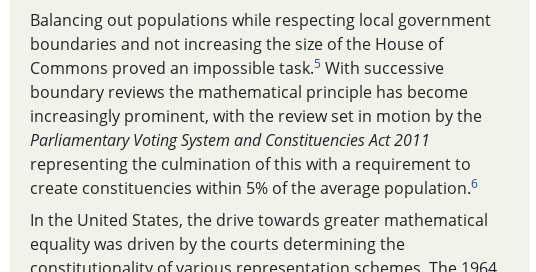 Balancing out populations while respecting local government
boundaries and not increasing the size of the House of
Commons proved an impossible task.5 With successive
boundary reviews the mathematical principle has become
increasingly prominent, with the review set in motion by the
Parliamentary Voting System and Constituencies Act 2011
representing the culmination of this with a requirement to
create constituencies within 5% of the average population.6
In the United States, the drive towards greater mathematical
equality was driven by the courts determining the
constitutionality of various representation schemes. The 1964